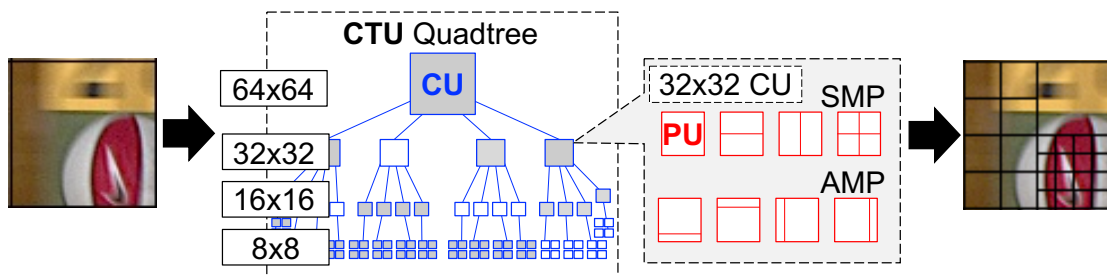 CTU Quadtree
64x64
CU
32x32
16x16
8x8
32x32 CU
SMP
PU
AMP